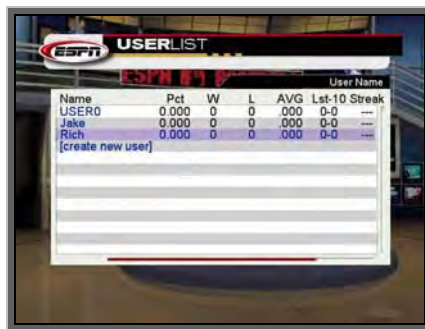 ESPN
USERLIST
User Name
Name Pct W L AVG Lst-10 Streak
USER0 0.000 0 0 .000 0-0 ---
Jake 0.000 0 0 .000 0-0 ---
Rich 0.000 0 0 .000 0-0 ---
[create new user]